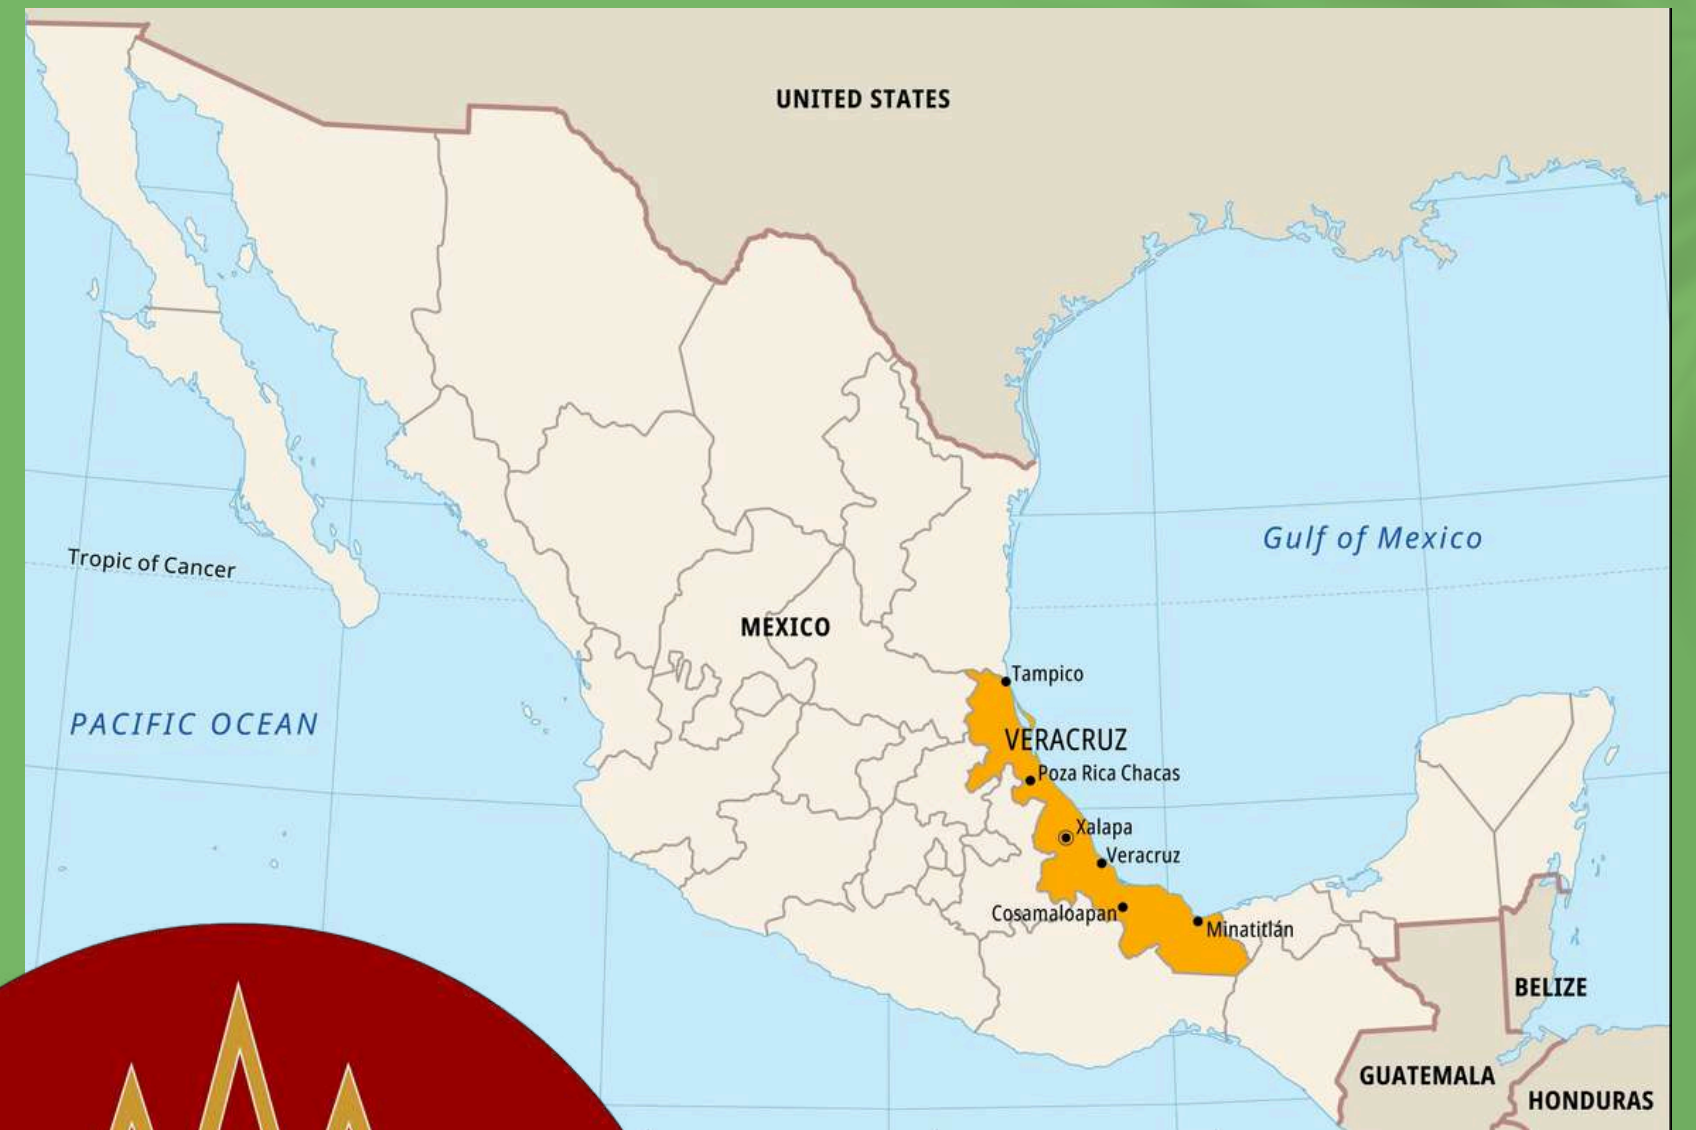 UNITED STATES
Gulf of Mexico
Tropic of Cancer
MEXICO
Tampico
PACIFIC OCEAN
VERACRUZ
Poza Rica Chacas
Xalapa
Veracruz
Cosamaloapan
Minatitlán
BELIZE
GUATEMALA
HONDURAS